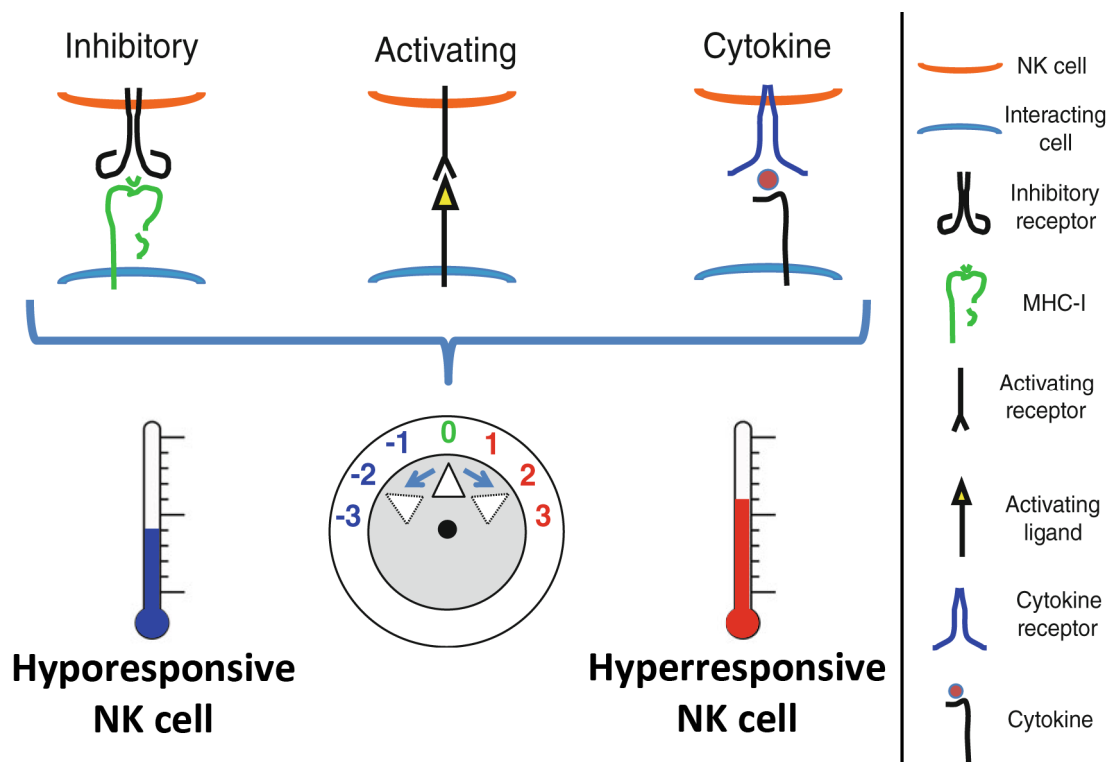 Inhibitory
Activating
Cytokine
-3
-2
-1
0
1
2
3
Hyporesponsive
NK cell
Hyperresponsive
NK cell
NK cell
Interacting
cell
Inhibitory
receptor
MHC-I
Activating
receptor
Activating
ligand
Cytokine
receptor
Cytokine